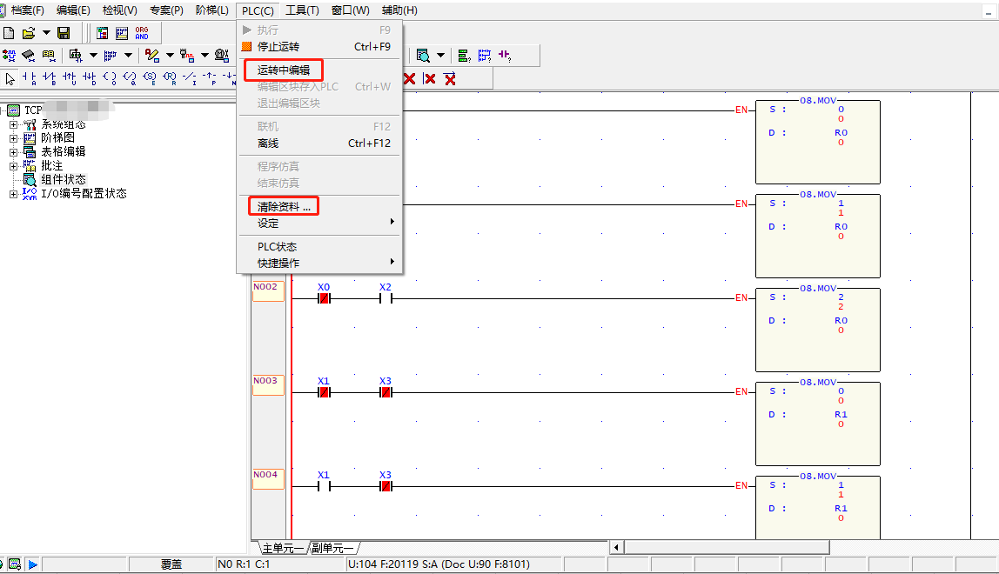 档案(F) 编辑(E) 检视(V) 专案(P) 阶梯(L) PLC(C) 工具(T) 窗口(W) 辅助(H)
ORG
AND
A B U D O Q S R I P
执行 F9
停止运转 Ctrl+F9
运转中编辑
编辑区块存入PLC Ctrl+W
退出编辑区块
联机 F12
离线 Ctrl+F12
程序仿真
结束仿真
清除资料 ...
设定
PLC状态
快捷操作
TCP
系统组态
阶梯图
表格编辑
批注
组件状态
I/O编号配置状态
EN 08.MOV
S : 0
0
D : R0
0
EN 08.MOV
S : 1
1
D : R0
0
N002 X0 X2 EN 08.MOV
S : 2
2
D : R0
0
N003 X1 X3 EN 08.MOV
S : 0
0
D : R1
0
N004 X1 X3 EN 08.MOV
S : 1
1
D : R1
0
主单元一 副单元一
覆盖 N0 R:1 C:1 U:104 F:20119 S:A (Doc U:90 F:8101)